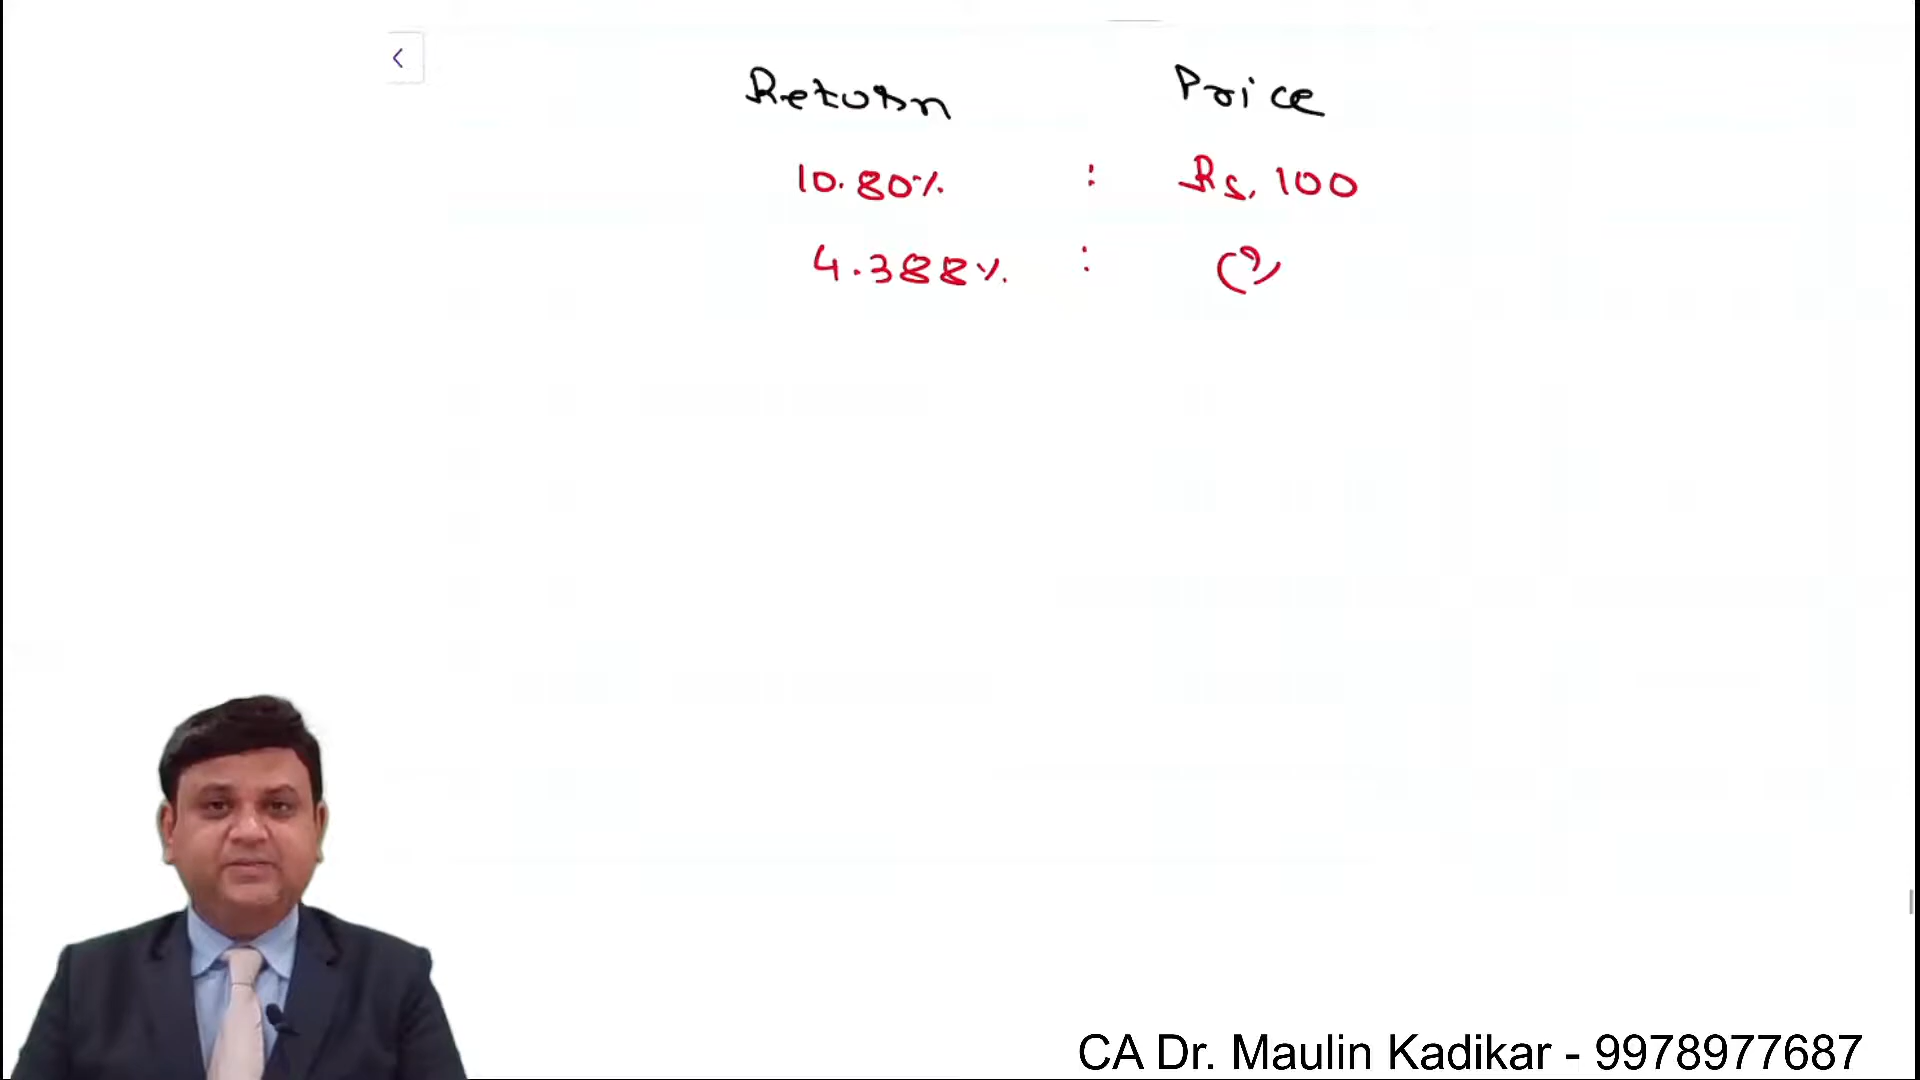 Return Price
10.80% : Rs. 100
4.388% : (?)
CA Dr. Maulin Kadikar - 9978977687